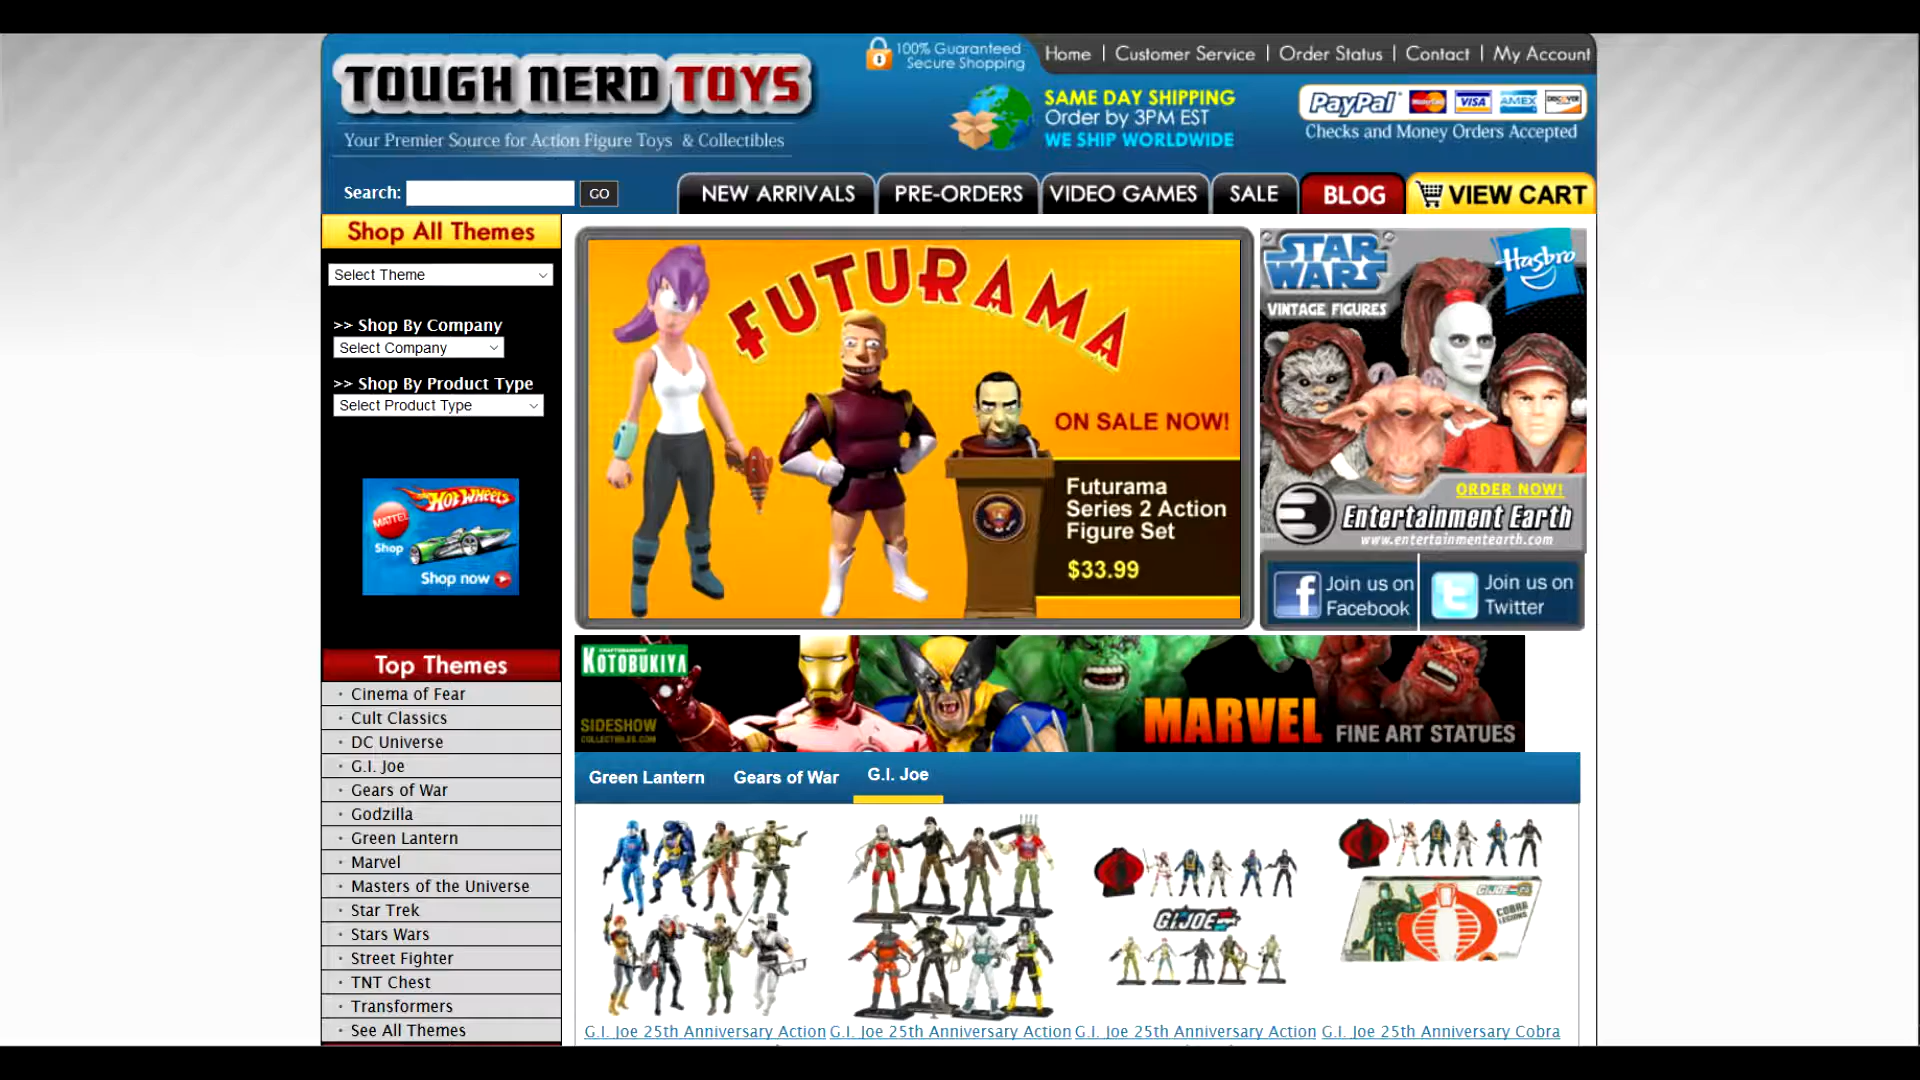 TOUGH NERD TOYS
Your Premier Source for Action Figure Toys & Collectibles
100% Guaranteed
Secure Shopping
Home | Customer Service | Order Status | Contact | My Account
SAME DAY SHIPPING
Order by 3PM EST
WE SHIP WORLDWIDE
PayPal MasterCard VISA AMEX DISCOVER
Checks and Money Orders Accepted
Search: GO
NEW ARRIVALS PRE-ORDERS VIDEO GAMES SALE BLOG VIEW CART
Shop All Themes
Select Theme
>> Shop By Company
Select Company
>> Shop By Product Type
Select Product Type
HOT WHEELS
MATTEL
Shop
Shop now
Top Themes
· Cinema of Fear
· Cult Classics
· DC Universe
· G.I. Joe
· Gears of War
· Godzilla
· Green Lantern
· Marvel
· Masters of the Universe
· Star Trek
· Stars Wars
· Street Fighter
· TNT Chest
· Transformers
· See All Themes
FUTURAMA
ON SALE NOW!
Futurama
Series 2 Action
Figure Set
$33.99
STAR WARS
VINTAGE FIGURES
Hasbro
ORDER NOW!
Entertainment Earth
www.entertainmentearth.com
Join us on
Facebook
Join us on
Twitter
KOTOBUKIYA
SIDESHOW
COLLECTIBLES.COM
MARVEL FINE ART STATUES
Green Lantern Gears of War G.I. Joe
G.I. JOE
G.I. JOE
COBRA
LEGIONS
G.I. Joe 25th Anniversary Action G.I. Joe 25th Anniversary Action G.I. Joe 25th Anniversary Action G.I. Joe 25th Anniversary Cobra